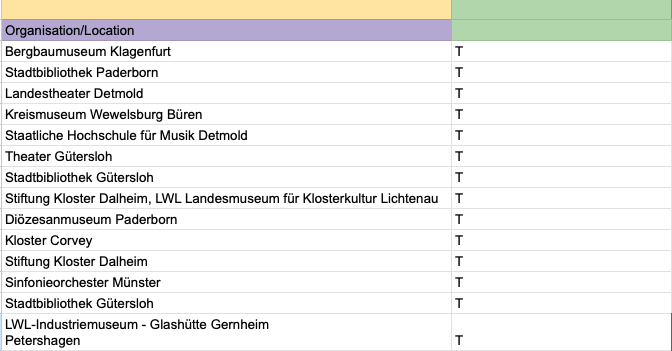 Organisation/Location
Bergbaumuseum Klagenfurt T
Stadtbibliothek Paderborn T
Landestheater Detmold T
Kreismuseum Wewelsburg Büren T
Staatliche Hochschule für Musik Detmold T
Theater Gütersloh T
Stadtbibliothek Gütersloh T
Stiftung Kloster Dalheim, LWL Landesmuseum für Klosterkultur Lichtenau T
Diözesanmuseum Paderborn T
Kloster Corvey T
Stiftung Kloster Dalheim T
Sinfonieorchester Münster T
Stadtbibliothek Gütersloh T
LWL-Industriemuseum - Glashütte Gernheim
Petershagen T